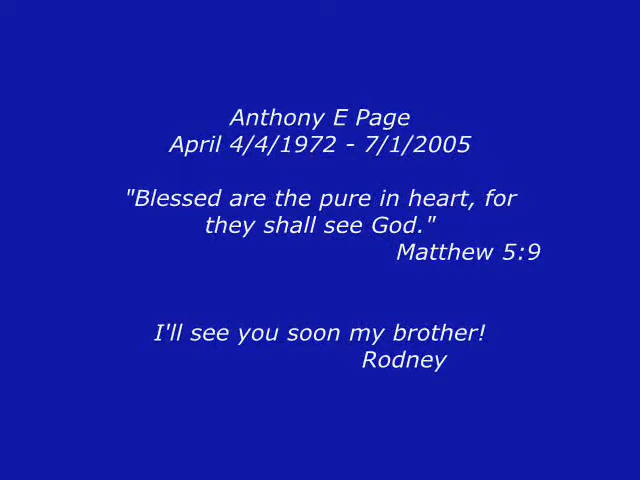 Anthony E Page
April 4/4/1972 - 7/1/2005
"Blessed are the pure in heart, for
they shall see God."
Matthew 5:9
I'll see you soon my brother!
Rodney